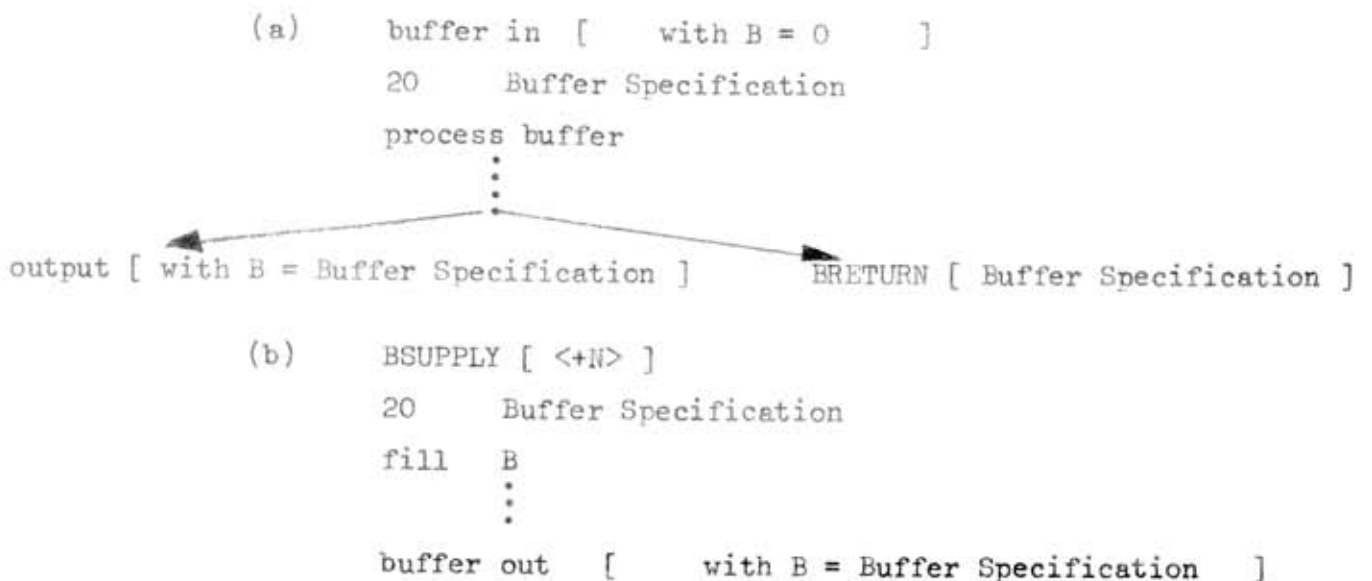 (a) buffer in [ with B = 0 ]
20 Buffer Specification
process buffer
output [ with B = Buffer Specification ] BRETURN [ Buffer Specification ]
(b) BSUPPLY [ <+N> ]
20 Buffer Specification
fill B
buffer out [ with B = Buffer Specification ]